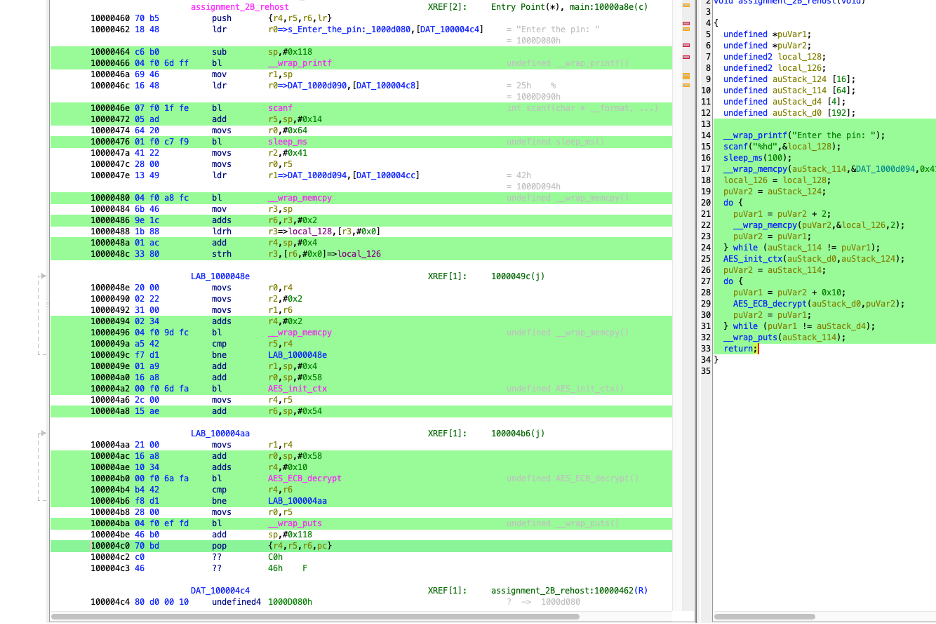 assignment_2B_rehost XREF[2]: Entry Point(*), main:10000a8e(c)
10000460 70 b5 push {r4,r5,r6,lr}
10000462 18 48 ldr r0=>s_Enter_the_pin:_1000d080,[DAT_100004c4] = "Enter the pin: "
= 1000D080h
10000464 c6 b0 sub sp,#0x118
10000466 04 f0 6d ff bl __wrap_printf undefined __wrap_printf()
1000046a 69 46 mov r1,sp
1000046c 16 48 ldr r0=>DAT_1000d090,[DAT_100004c8] = 25h %
= 1000D090h
1000046e 07 f0 1f fe bl scanf int scanf(char * __format, ...)
10000472 05 ad add r5,sp,#0x14
10000474 64 20 movs r0,#0x64
10000476 01 f0 c7 f9 bl sleep_ms undefined sleep_ms()
1000047a 41 22 movs r2,#0x41
1000047c 28 00 movs r0,r5
1000047e 13 49 ldr r1=>DAT_1000d094,[DAT_100004cc] = 42h
= 1000D094h
10000480 04 f0 a8 fc bl __wrap_memcpy undefined __wrap_memcpy()
10000484 6b 46 mov r3,sp
10000486 9e 1c adds r6,r3,#0x2
10000488 1b 88 ldrh r3=>local_128,[r3,#0x0]
1000048a 01 ac add r4,sp,#0x4
1000048c 33 80 strh r3,[r6,#0x0]=>local_126
LAB_1000048e XREF[1]: 1000049c(j)
1000048e 20 00 movs r0,r4
10000490 02 22 movs r2,#0x2
10000492 31 00 movs r1,r6
10000494 02 34 adds r4,#0x2
10000496 04 f0 9d fc bl __wrap_memcpy undefined __wrap_memcpy()
1000049a a5 42 cmp r5,r4
1000049c f7 d1 bne LAB_1000048e
1000049e 01 a9 add r1,sp,#0x4
100004a0 16 a8 add r0,sp,#0x58
100004a2 00 f0 6d fa bl AES_init_ctx undefined AES_init_ctx()
100004a6 2c 00 movs r4,r5
100004a8 15 ae add r6,sp,#0x54
LAB_100004aa XREF[1]: 100004b6(j)
100004aa 21 00 movs r1,r4
100004ac 16 a8 add r0,sp,#0x58
100004ae 10 34 adds r4,#0x10
100004b0 00 f0 6a fa bl AES_ECB_decrypt undefined AES_ECB_decrypt()
100004b4 b4 42 cmp r4,r6
100004b6 f8 d1 bne LAB_100004aa
100004b8 28 00 movs r0,r5
100004ba 04 f0 ef fd bl __wrap_puts undefined __wrap_puts()
100004be 46 b0 add sp,#0x118
100004c0 70 bd pop {r4,r5,r6,pc}
100004c2 c0 ?? C0h
100004c3 46 ?? 46h F
DAT_100004c4 XREF[1]: assignment_2B_rehost:10000462(R)
100004c4 80 d0 00 10 undefined4 1000D080h ? -> 1000d080
2 void assignment_2B_rehost(void)
3
4 {
5 undefined *puVar1;
6 undefined *puVar2;
7 undefined2 local_128;
8 undefined2 local_126;
9 undefined auStack_124 [16];
10 undefined auStack_114 [64];
11 undefined auStack_d4 [4];
12 undefined auStack_d0 [192];
13
14 __wrap_printf("Enter the pin: ");
15 scanf("%hd",&local_128);
16 sleep_ms(100);
17 __wrap_memcpy(auStack_114,&DAT_1000d094,0x4
18 local_126 = local_128;
19 puVar2 = auStack_124;
20 do {
21 puVar1 = puVar2 + 2;
22 __wrap_memcpy(puVar2,&local_126,2);
23 puVar2 = puVar1;
24 } while (auStack_114 != puVar1);
25 AES_init_ctx(auStack_d0,auStack_124);
26 puVar2 = auStack_114;
27 do {
28 puVar1 = puVar2 + 0x10;
29 AES_ECB_decrypt(auStack_d0,puVar2);
30 puVar2 = puVar1;
31 } while (puVar1 != auStack_d4);
32 __wrap_puts(auStack_114);
33 return;
34 }
35